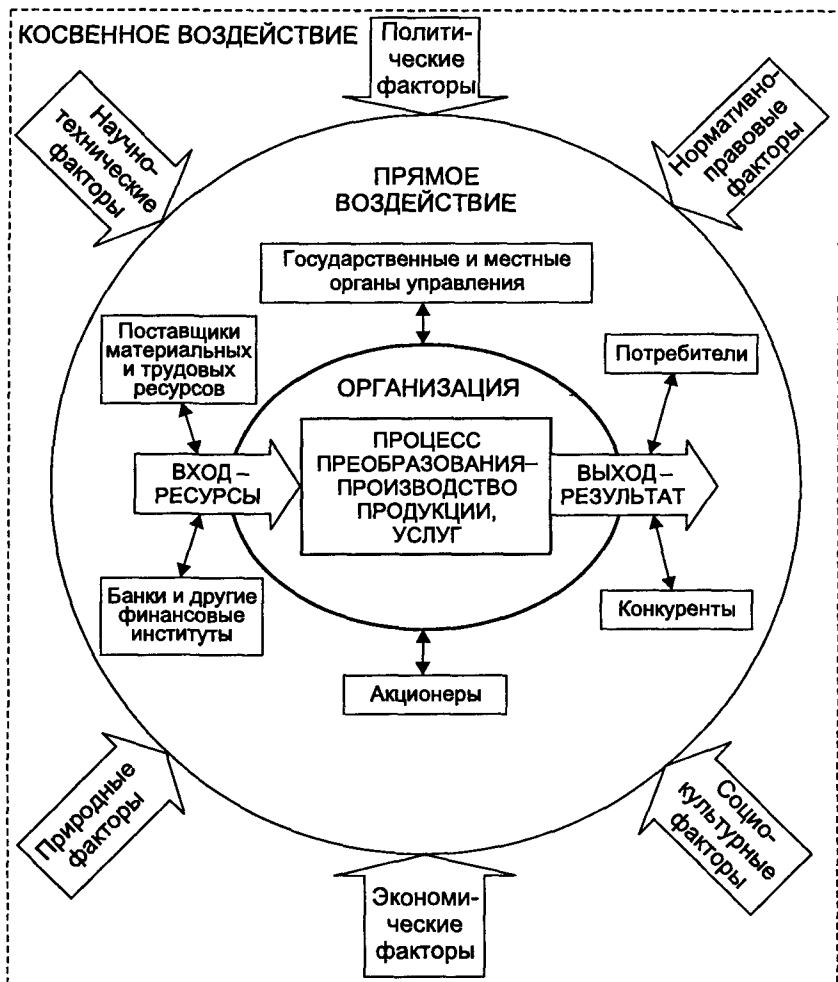 КОСВЕННОЕ ВОЗДЕЙСТВИЕ
Полити-
ческие
факторы
Научно-
технические
факторы
Нормативно-
правовые
факторы
ПРЯМОЕ
ВОЗДЕЙСТВИЕ
Государственные и местные
органы управления
Поставщики
материальных
и трудовых
ресурсов
Потребители
ОРГАНИЗАЦИЯ
ВХОД –
РЕСУРСЫ
ПРОЦЕСС
ПРЕОБРАЗОВАНИЯ–
ПРОИЗВОДСТВО
ПРОДУКЦИИ,
УСЛУГ
ВЫХОД–
РЕЗУЛЬТАТ
Банки и другие
финансовые
институты
Конкуренты
Акционеры
Природные
факторы
Экономи-
ческие
факторы
Социо-
культурные
факторы